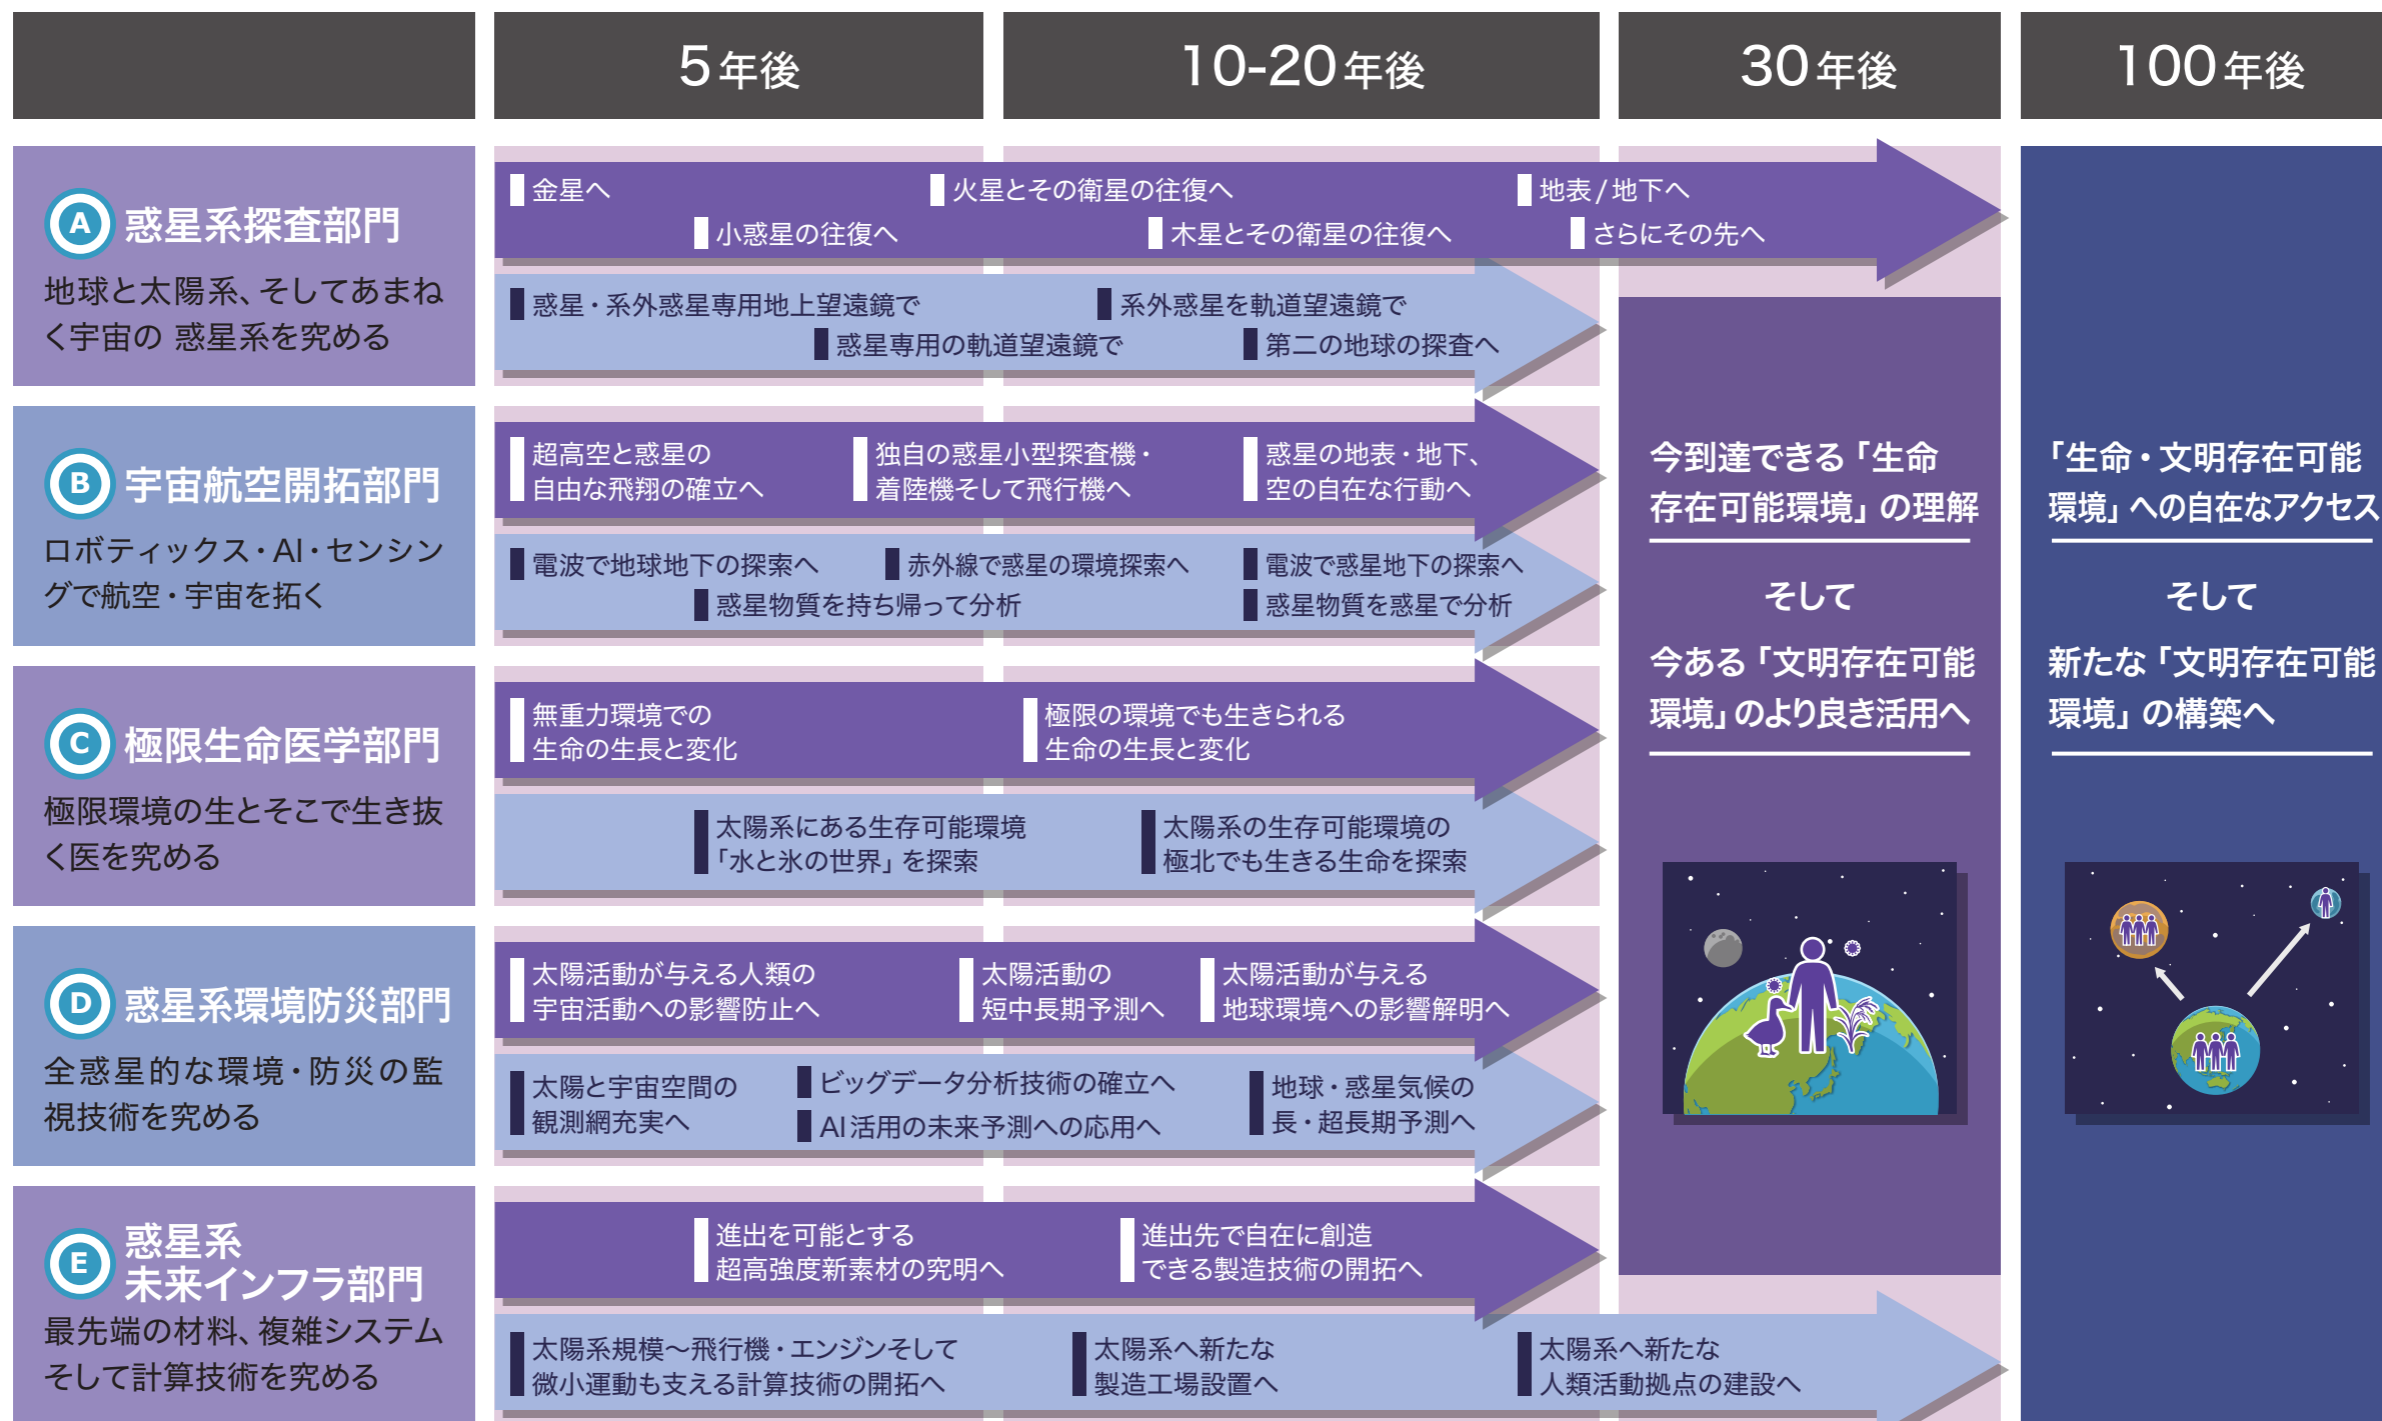 5年後
10-20年後
30年後
100年後
A 惑星系探査部門
地球と太陽系、そしてあまね
く宇宙の 惑星系を究める
金星へ
火星とその衛星の往復へ
地表/地下へ
小惑星の往復へ
木星とその衛星の往復へ
さらにその先へ
惑星・系外惑星専用地上望遠鏡で
系外惑星を軌道望遠鏡で
惑星専用の軌道望遠鏡で
第二の地球の探査へ
B 宇宙航空開拓部門
ロボティックス・AI・センシン
グで航空・宇宙を拓く
超高空と惑星の
自由な飛翔の確立へ
独自の惑星小型探査機・
着陸機そして飛行機へ
惑星の地表・地下、
空の自在な行動へ
電波で地球地下の探索へ
赤外線で惑星の環境探索へ
電波で惑星地下の探索へ
惑星物質を持ち帰って分析
惑星物質を惑星で分析
C 極限生命医学部門
極限環境の生とそこで生き抜
く医を究める
無重力環境での
生命の生長と変化
極限の環境でも生きられる
生命の生長と変化
太陽系にある生存可能環境
「水と氷の世界」を探索
太陽系の生存可能環境の
極北でも生きる生命を探索
D 惑星系環境防災部門
全惑星的な環境・防災の監
視技術を究める
太陽活動が与える人類の
宇宙活動への影響防止へ
太陽活動の
短中長期予測へ
太陽活動が与える
地球環境への影響解明へ
太陽と宇宙空間の
観測網充実へ
ビッグデータ分析技術の確立へ
AI活用の未来予測への応用へ
地球・惑星気候の
長・超長期予測へ
E 惑星系
未来インフラ部門
最先端の材料、複雑システム
そして計算技術を究める
進出を可能とする
超高強度新素材の究明へ
進出先で自在に創造
できる製造技術の開拓へ
太陽系規模〜飛行機・エンジンそして
微小運動も支える計算技術の開拓へ
太陽系へ新たな
製造工場設置へ
太陽系へ新たな
人類活動拠点の建設へ
今到達できる「生命
存在可能環境」の理解
そして
今ある「文明存在可能
環境」のより良き活用へ
「生命・文明存在可能
環境」への自在なアクセス
そして
新たな「文明存在可能
環境」の構築へ